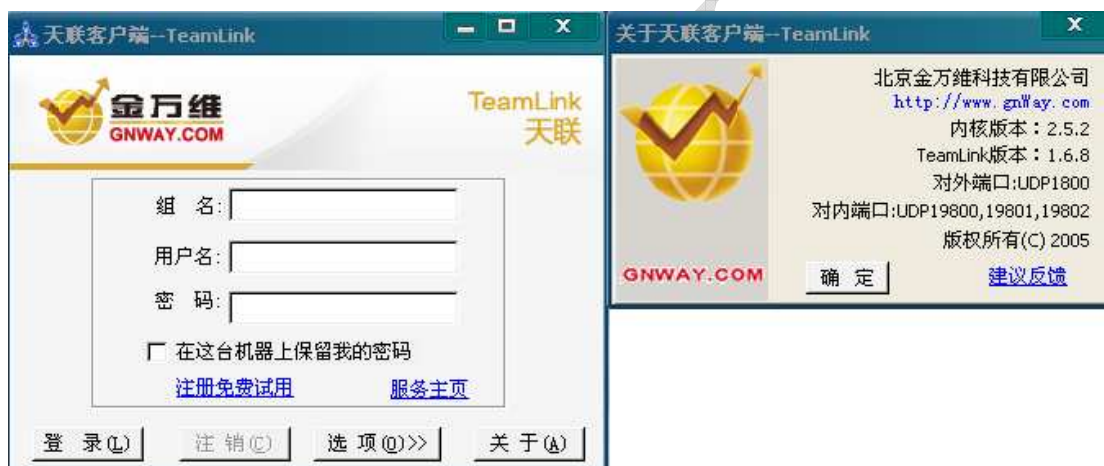 天联客户端--TeamLink
金万维
GNWAY.COM
TeamLink
天联
组 名:
用户名:
密 码:
在这台机器上保留我的密码
注册免费试用 服务主页
登 录(L) 注 销(C) 选 项(O)>> 关 于(A)
关于天联客户端--TeamLink
北京金万维科技有限公司
http://www.gnWay.com
内核版本：2.5.2
TeamLink版本：1.6.8
对外端口:UDP1800
对内端口:UDP19800,19801,19802
版权所有(C) 2005
GNWAY.COM
确 定 建议反馈